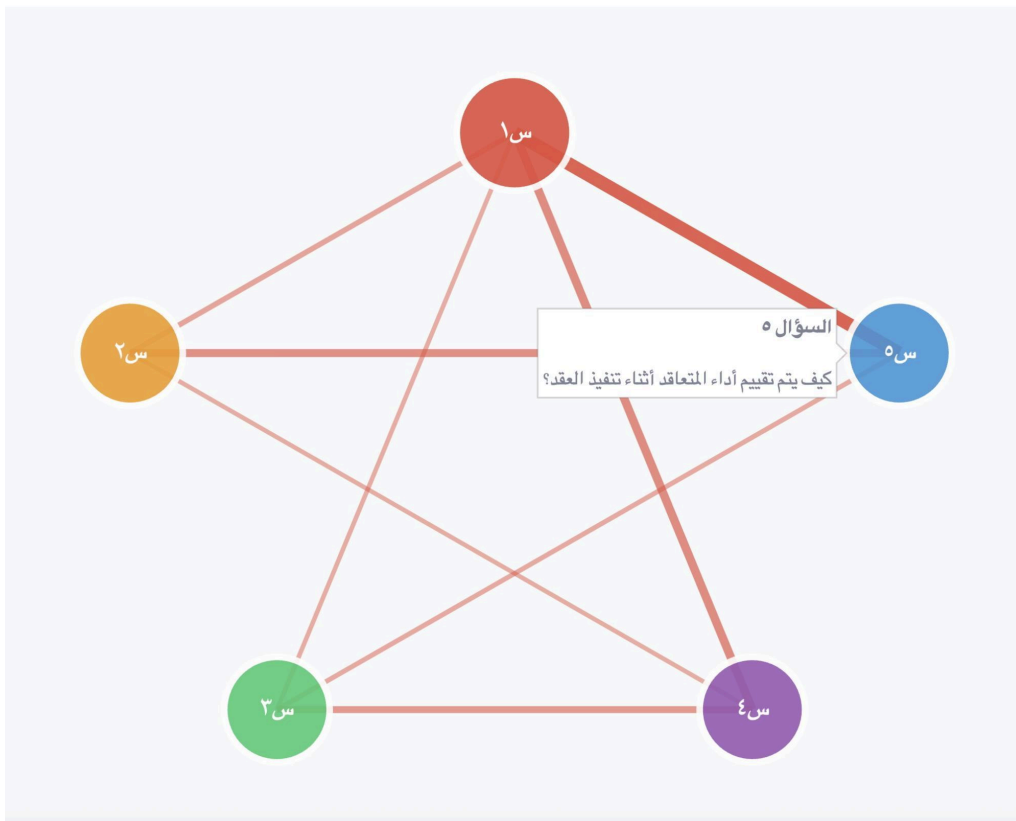 س١
السؤال ٥
س٢
س٥
كيف يتم تقييم أداء المتعاقد أثناء تنفيذ العقد؟
س٣
س٤